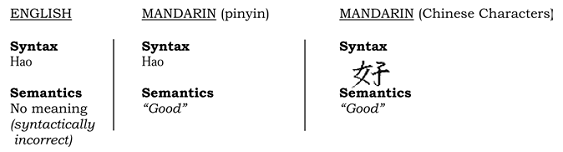 ENGLISH
Syntax
Hao
Semantics
No meaning
(syntactically
incorrect)
MANDARIN (pinyin)
Syntax
Hao
Semantics
“Good”
MANDARIN (Chinese Characters)
Syntax
好
Semantics
“Good”